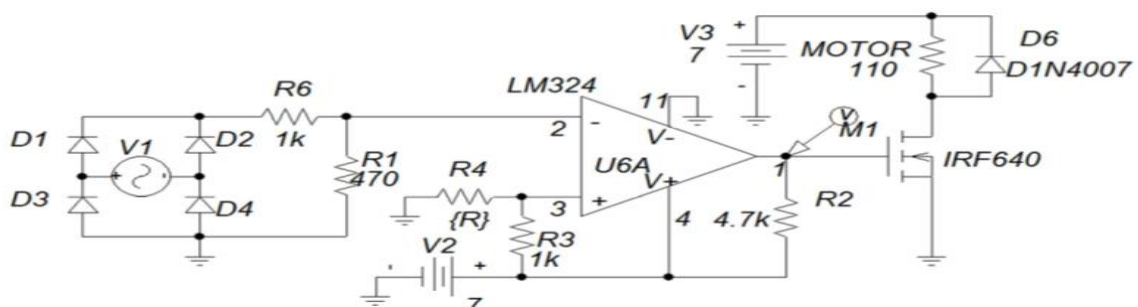 V3
+
7
-
MOTOR
110
D6
D1N4007
LM324
R6
1k
11
2
-
V-
v
M1
D1
V1
+
-
D2
R1
470
U6A
1
IRF640
R4
{R}
3
+
V+
D3
D4
4
4.7k
R2
R3
1k
V2
-
+
7